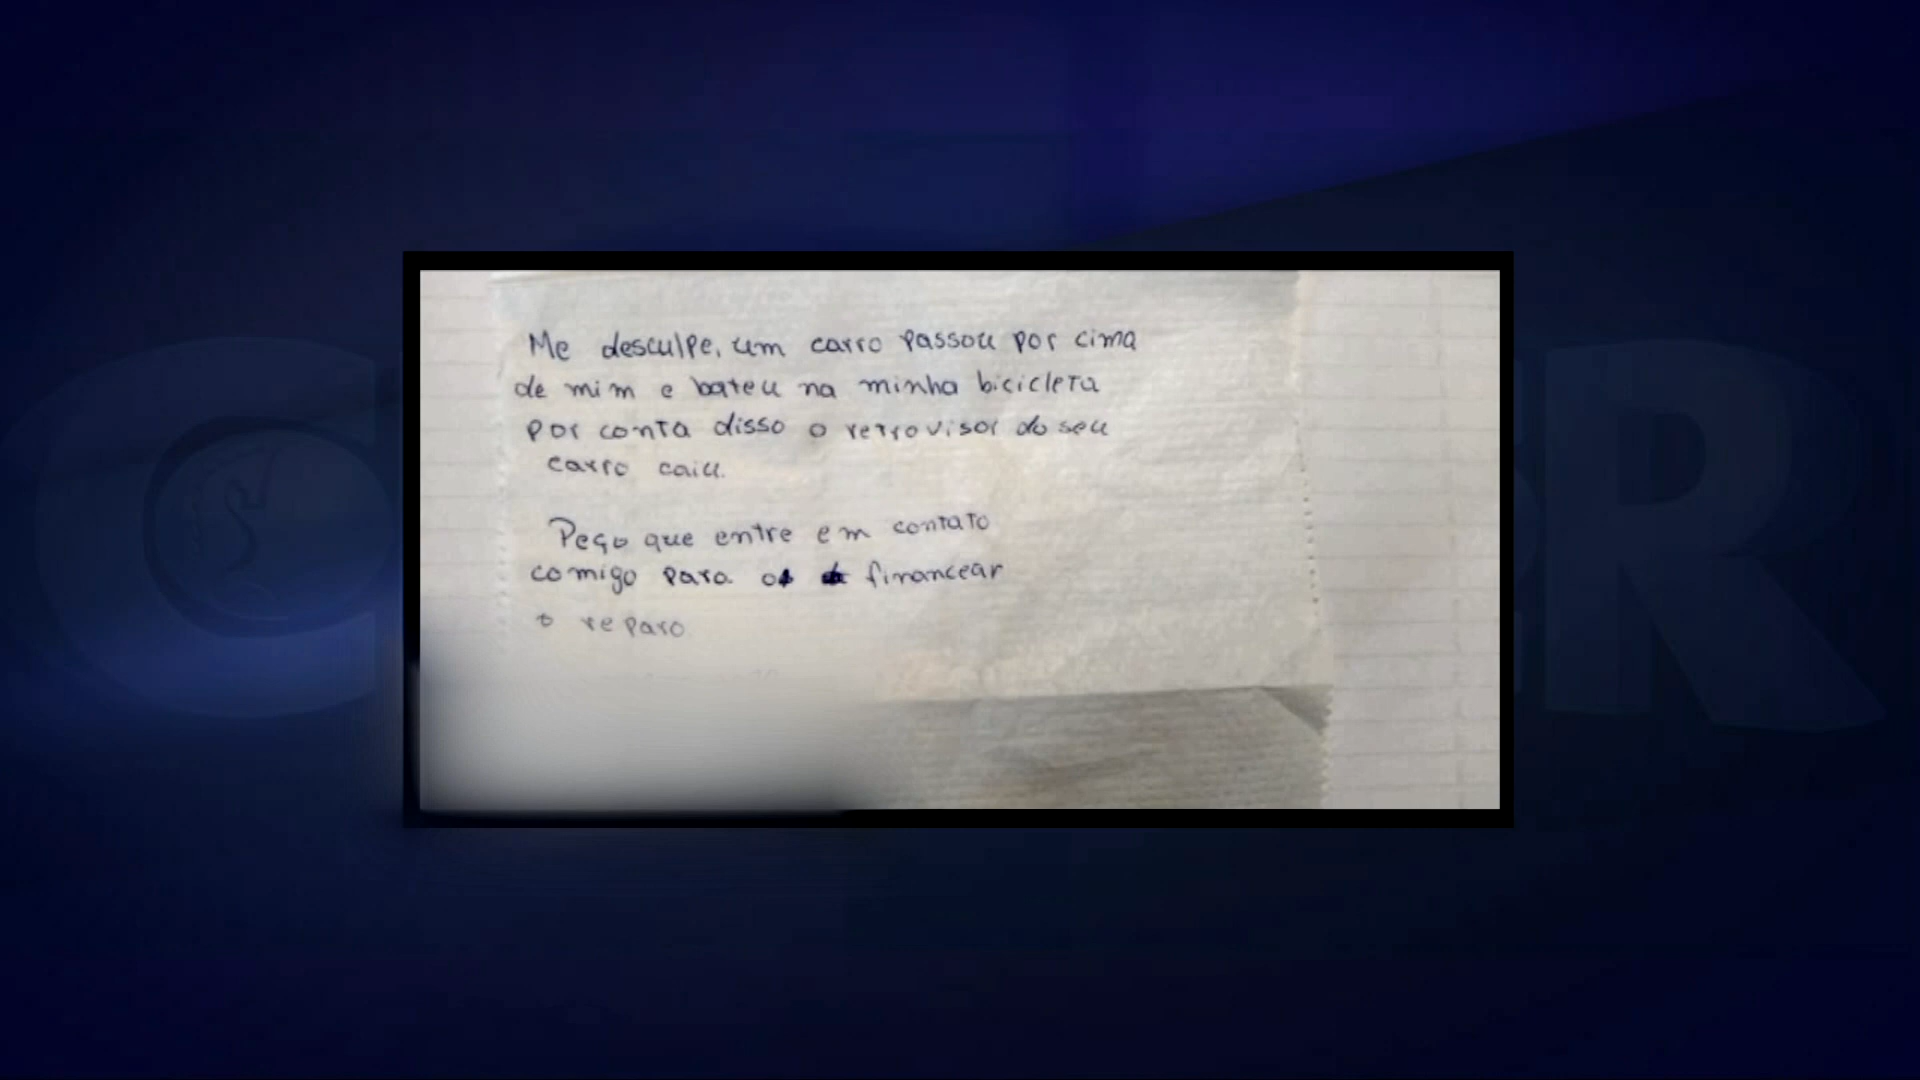 Me desculpe, um carro passou por cima
de mim e bateu na minha bicicleta
por conta disso o retrovisor do seu
carro caiu.
Peço que entre em contato
comigo para financear
o reparo